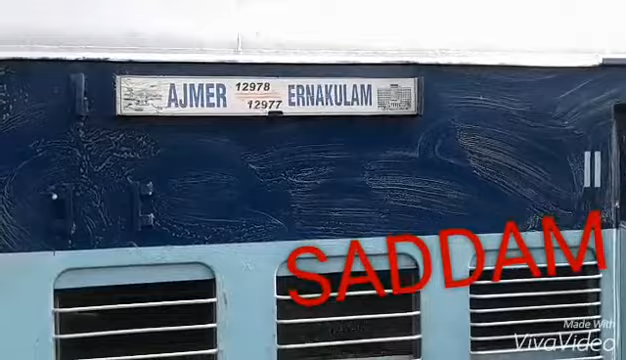 AJMER 12978 ERNAKULAM
12977
||
SADDAM
Made With
VivaVideo